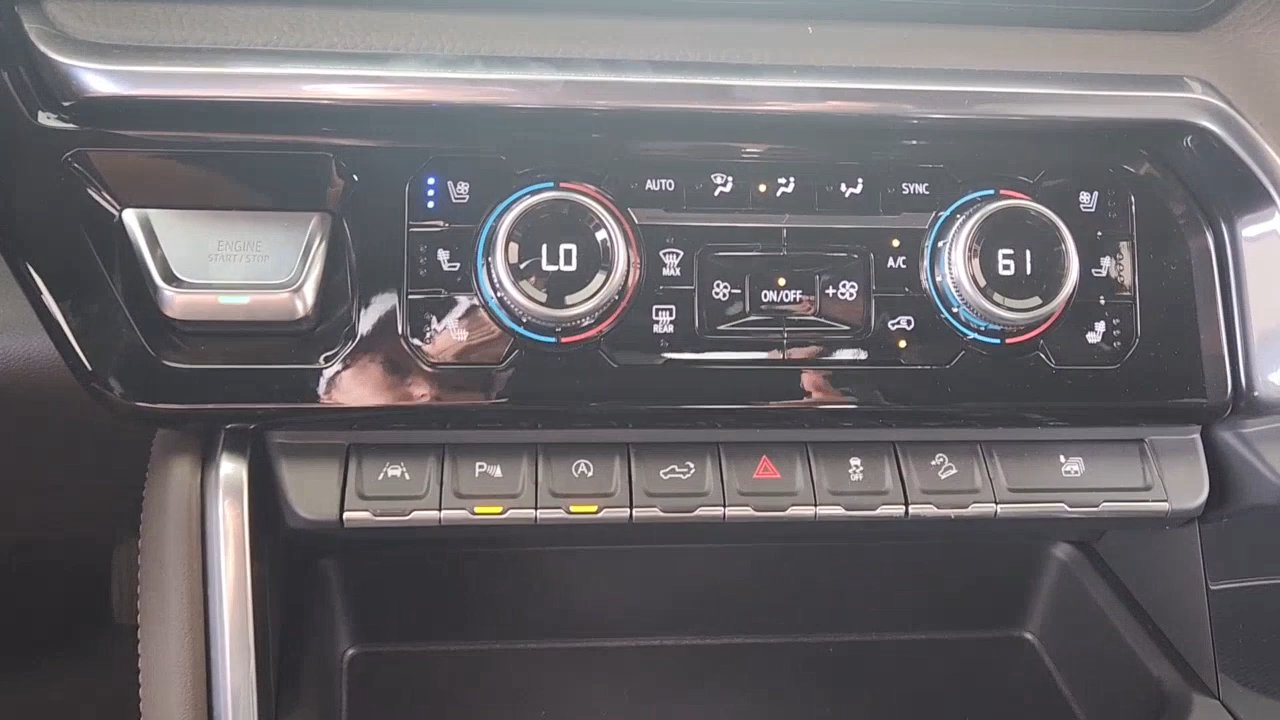 AUTO
SYNC
ENGINE
START/STOP
LO
MAX
A/C
61
− ON/OFF +
REAR
P
A
OFF